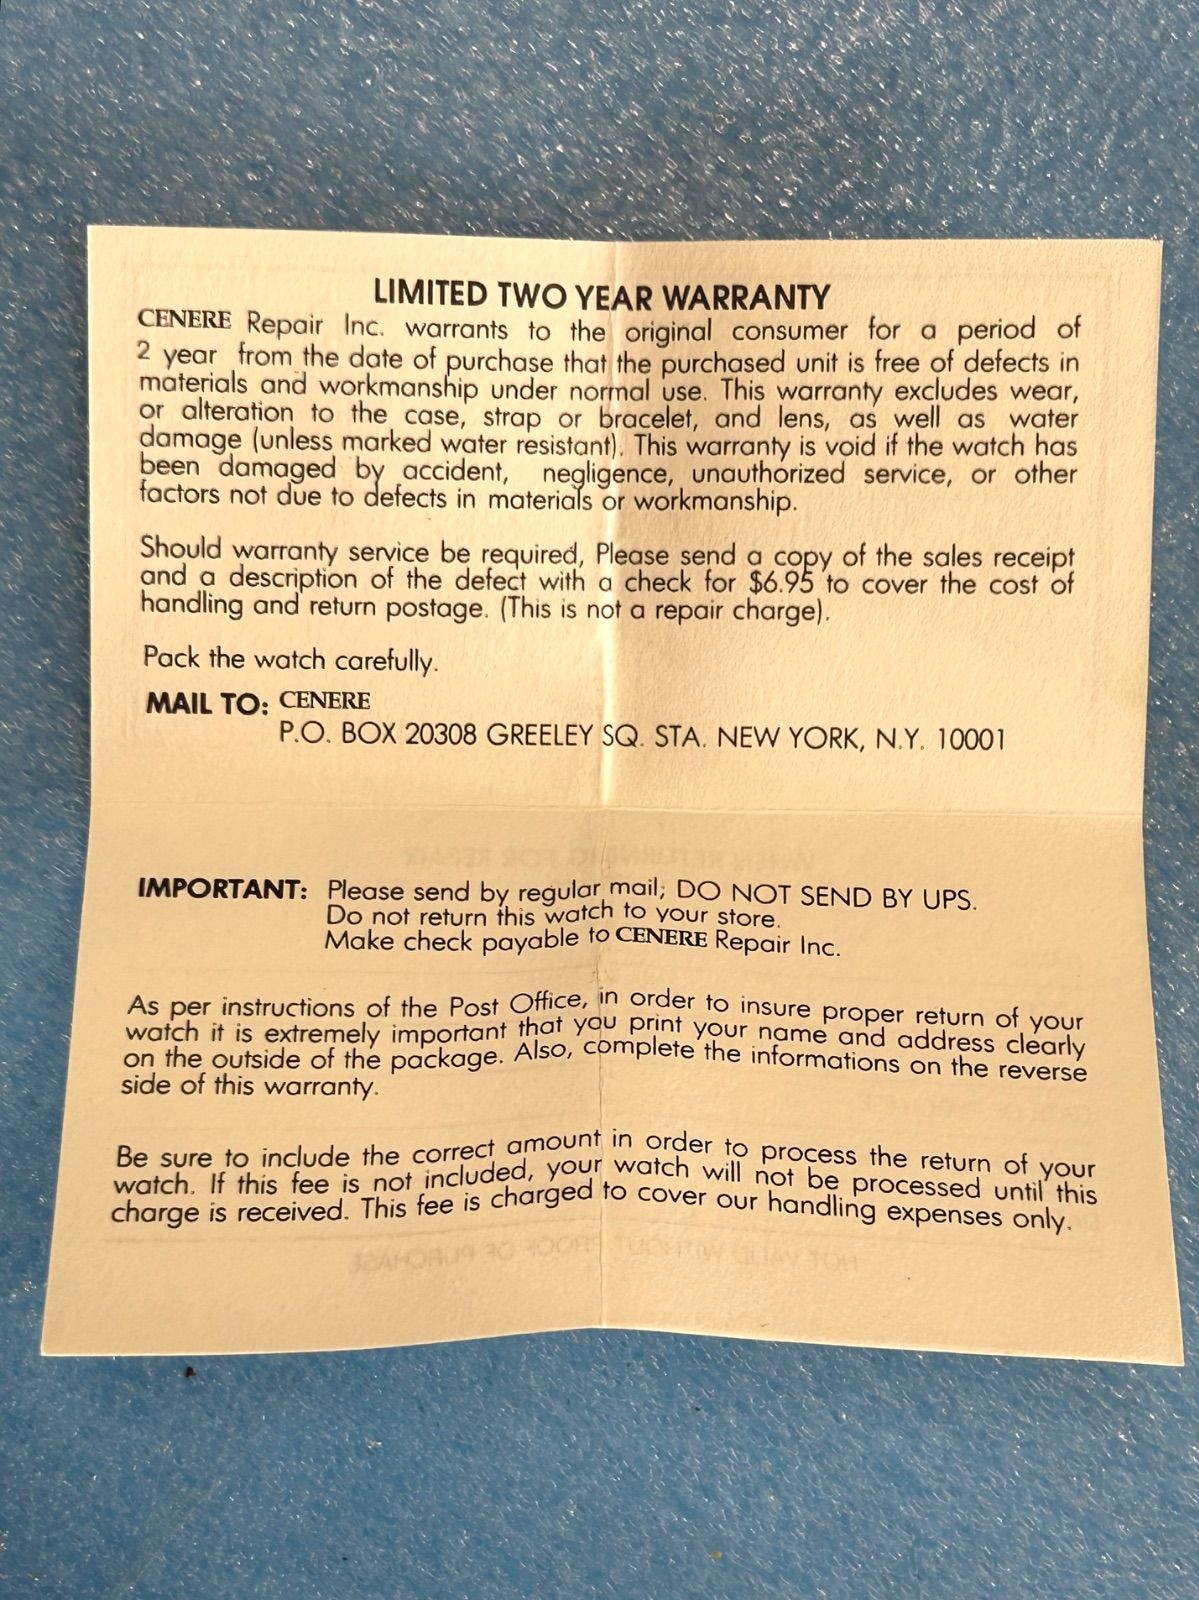 LIMITED TWO YEAR WARRANTY
CENERE Repair Inc. warrants to the original consumer for a period of
2 year from the date of purchase that the purchased unit is free of defects in
materials and workmanship under normal use. This warranty excludes wear,
or alteration to the case, strap or bracelet, and lens, as well as water
damage (unless marked water resistant). This warranty is void if the watch has
been damaged by accident, negligence, unauthorized service, or other
factors not due to defects in materials or workmanship.
Should warranty service be required, Please send a copy of the sales receipt
and a description of the defect with a check for $6.95 to cover the cost of
handling and return postage. (This is not a repair charge).
Pack the watch carefully.
MAIL TO: CENERE
P.O. BOX 20308 GREELEY SQ. STA. NEW YORK, N.Y. 10001
WHEN RETURNING FOR REPAIR
IMPORTANT: Please send by regular mail; DO NOT SEND BY UPS.
Do not return this watch to your store.
Make check payable to CENERE Repair Inc.
As per instructions of the Post Office, in order to insure proper return of your
watch it is extremely important that you print your name and address clearly
on the outside of the package. Also, complete the informations on the reverse
side of this warranty.
Be sure to include the correct amount in order to process the return of your
watch. If this fee is not included, your watch will not be processed until this
charge is received. This fee is charged to cover our handling expenses only.
NOT VALID WITHOUT PROOF OF PURCHASE